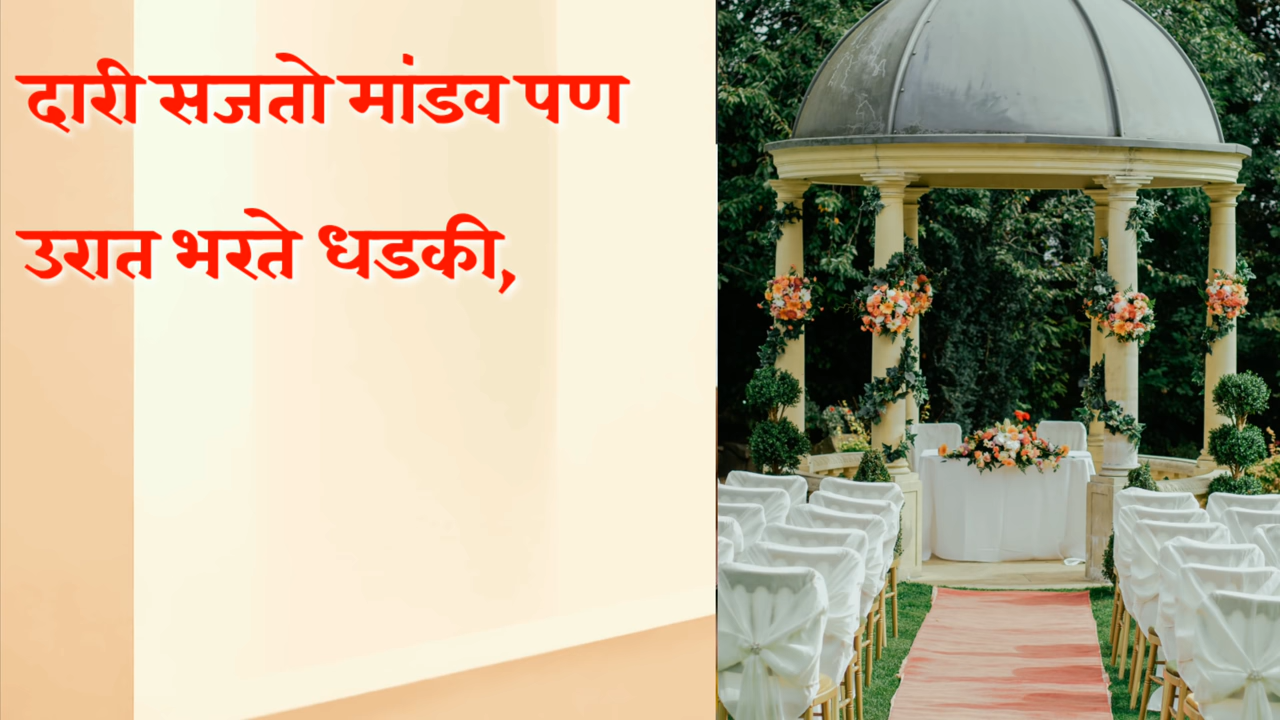 दारी सजतो मांडव पण
उरात भरते धडकी,